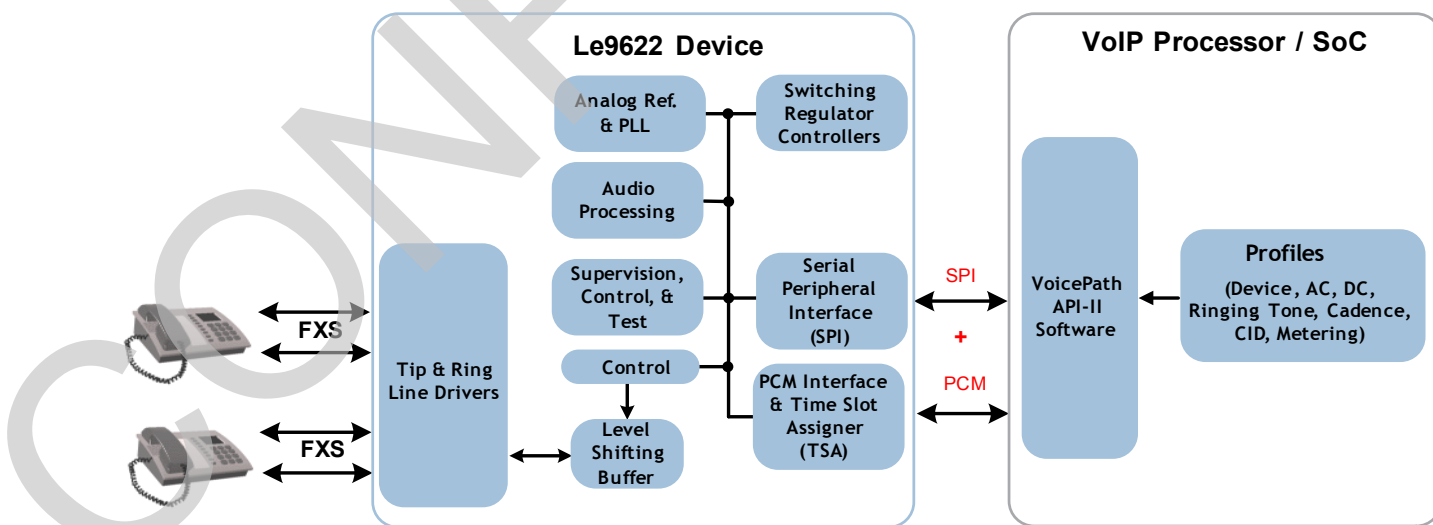 Le9622 Device
VoIP Processor / SoC
Analog Ref.
& PLL
Switching
Regulator
Controllers
Audio
Processing
Supervision,
Control, &
Test
Serial
Peripheral
Interface
(SPI)
SPI
+
PCM
VoicePath
API-II
Software
Profiles
(Device, AC, DC,
Ringing Tone, Cadence,
CID, Metering)
FXS
FXS
Tip & Ring
Line Drivers
Control
PCM Interface
& Time Slot
Assigner
(TSA)
Level
Shifting
Buffer